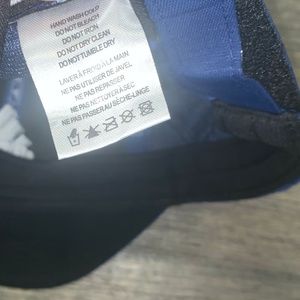 HAND WASH COLD
DO NOT BLEACH
DO NOT IRON
DO NOT DRY CLEAN
DO NOT TUMBLE DRY
LAVER À FROID À LA MAIN
NE PAS UTILISER DE JAVEL
NE PAS REPASSER
NE PAS NETTOYER À SEC
NE PAS PASSER AU SÈCHE-LINGE